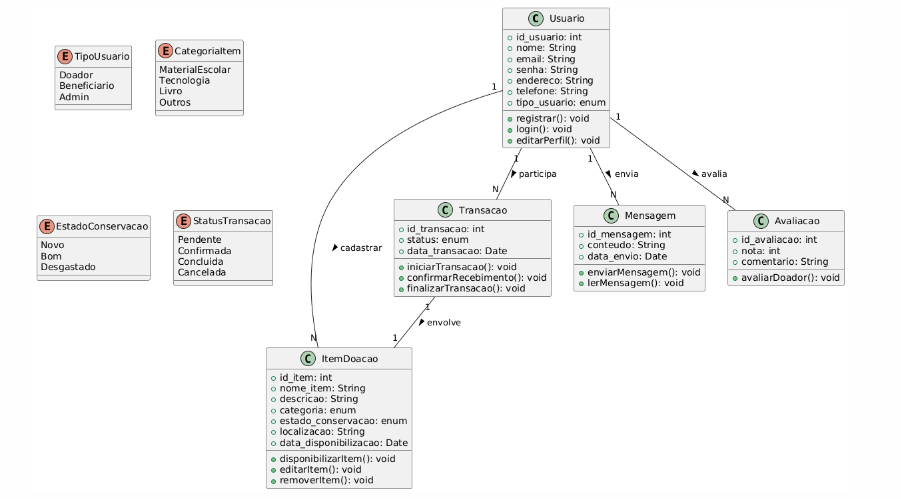 E TipoUsuario
Doador
Beneficiario
Admin
E CategoriaItem
MaterialEscolar
Tecnologia
Livro
Outros
C Usuario
id_usuario: int
nome: String
email: String
senha: String
endereco: String
telefone: String
tipo_usuario: enum
registrar(): void
login(): void
editarPerfil(): void
1
1
1
1
cadastrar
participa
envia
avalia
N
N
N
N
E EstadoConservacao
Novo
Bom
Desgastado
E StatusTransacao
Pendente
Confirmada
Concluida
Cancelada
C Transacao
id_transacao: int
status: enum
data_transacao: Date
iniciarTransacao(): void
confirmarRecebimento(): void
finalizarTransacao(): void
C Mensagem
id_mensagem: int
conteudo: String
data_envio: Date
enviarMensagem(): void
lerMensagem(): void
C Avaliacao
id_avaliacao: int
nota: int
comentario: String
avaliarDoador(): void
1
envolve
1
C ItemDoacao
id_item: int
nome_item: String
descricao: String
categoria: enum
estado_conservacao: enum
localizacao: String
data_disponibilizacao: Date
disponibilizarItem(): void
editarItem(): void
removerItem(): void